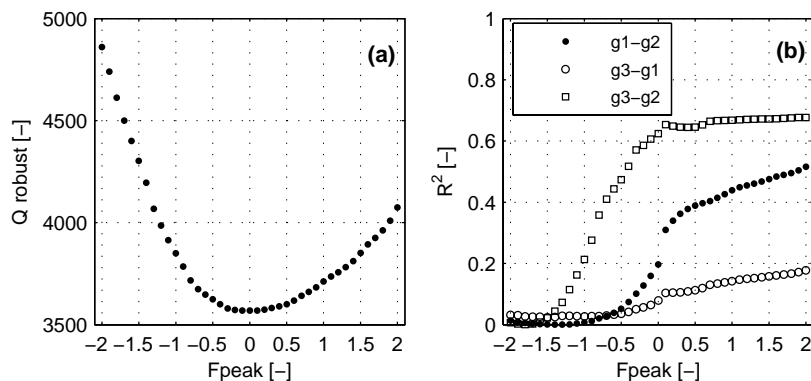 5000
4500
4000
3500
Q robust [−]
(a)
−2 −1.5 −1 −0.5 0 0.5 1 1.5 2
Fpeak [−]
1
0.8
0.6
0.4
0.2
0
R² [−]
g1−g2
g3−g1
g3−g2
(b)
−2 −1.5 −1 −0.5 0 0.5 1 1.5 2
Fpeak [−]